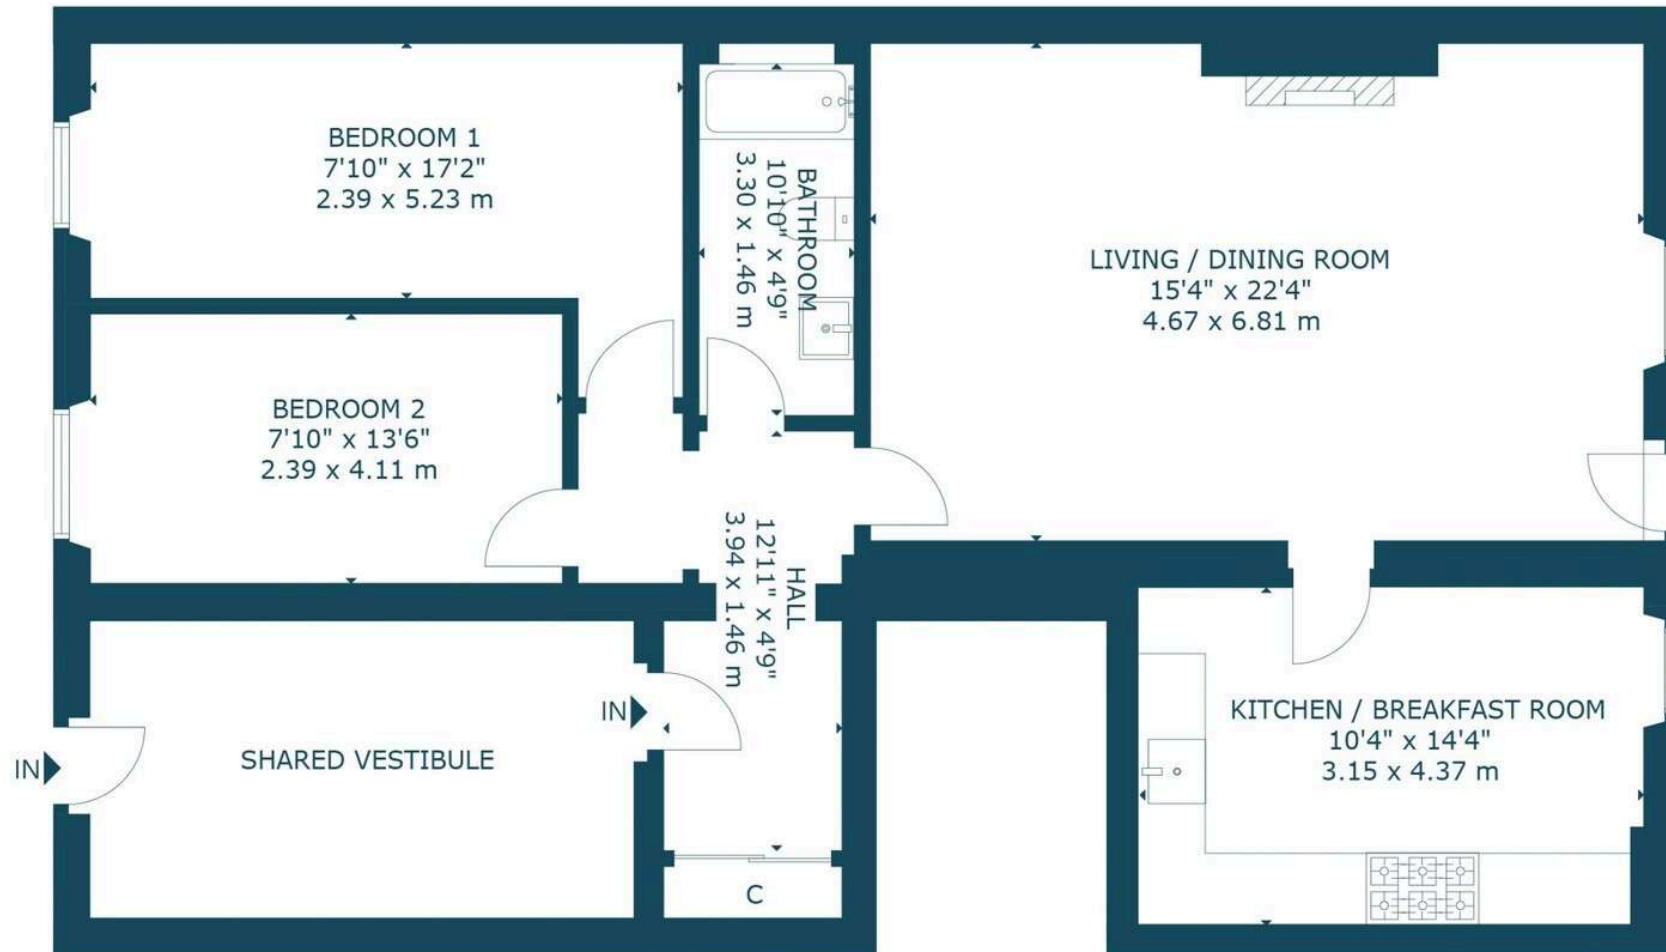 BEDROOM 1
7'10" x 17'2"
2.39 x 5.23 m
BATHROOM
10'10" x 4'9"
3.30 x 1.46 m
LIVING / DINING ROOM
15'4" x 22'4"
4.67 x 6.81 m
BEDROOM 2
7'10" x 13'6"
2.39 x 4.11 m
HALL
12'11" x 4'9"
3.94 x 1.46 m
IN
SHARED VESTIBULE
IN
KITCHEN / BREAKFAST ROOM
10'4" x 14'4"
3.15 x 4.37 m
C